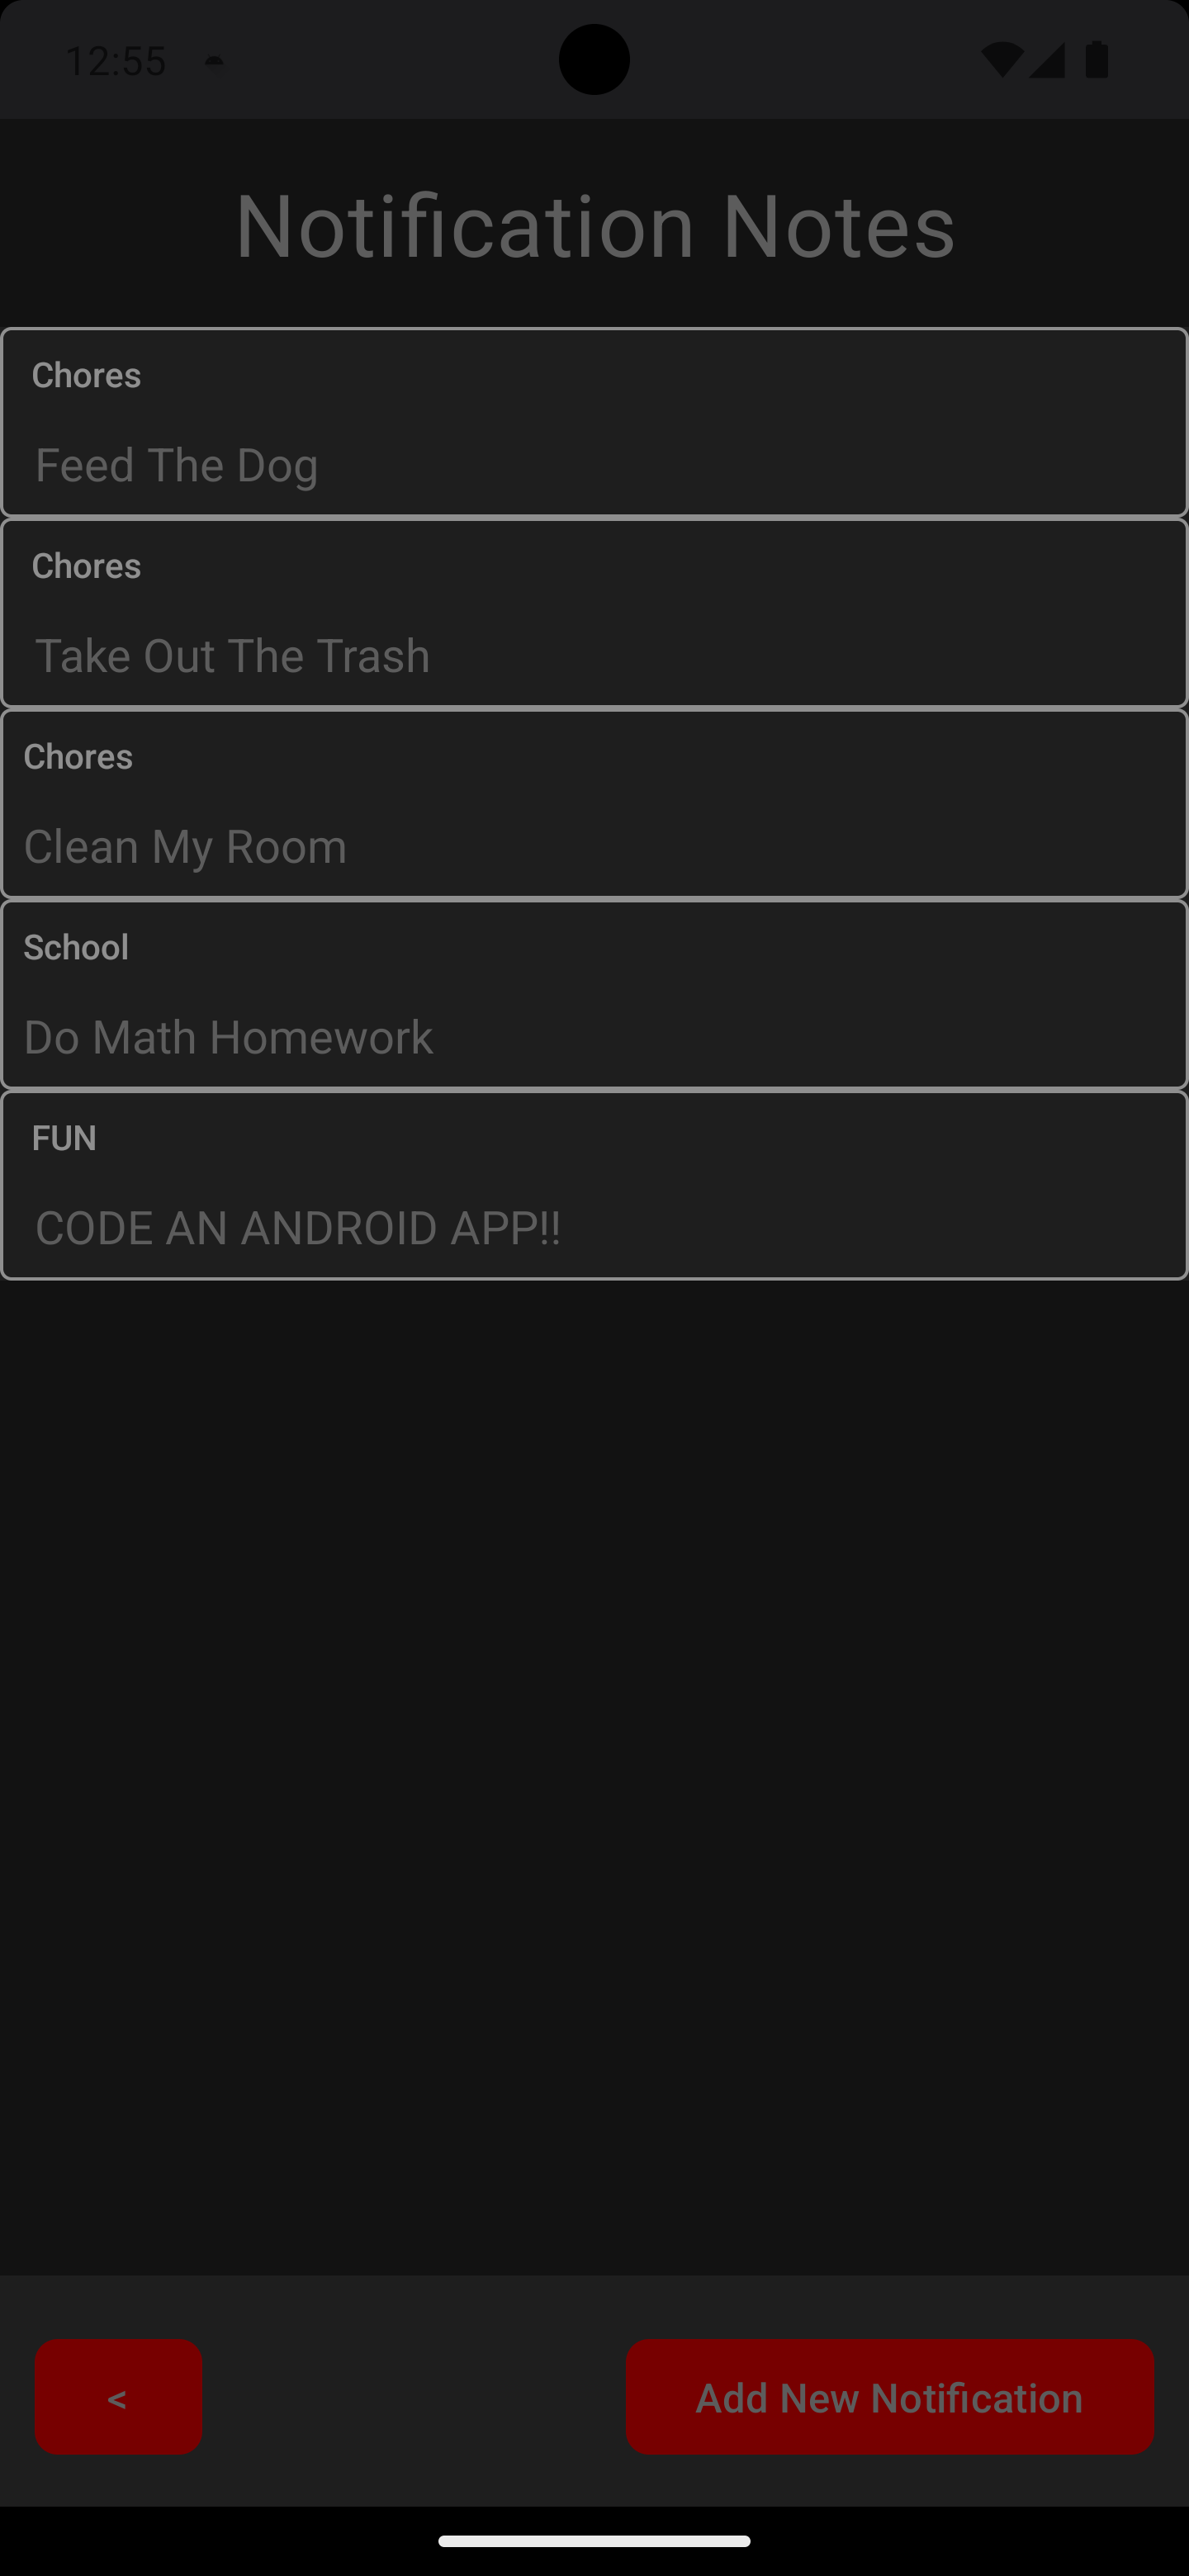 12:55
Notification Notes
Chores
Feed The Dog
Chores
Take Out The Trash
Chores
Clean My Room
School
Do Math Homework
FUN
CODE AN ANDROID APP!!
<
Add New Notification